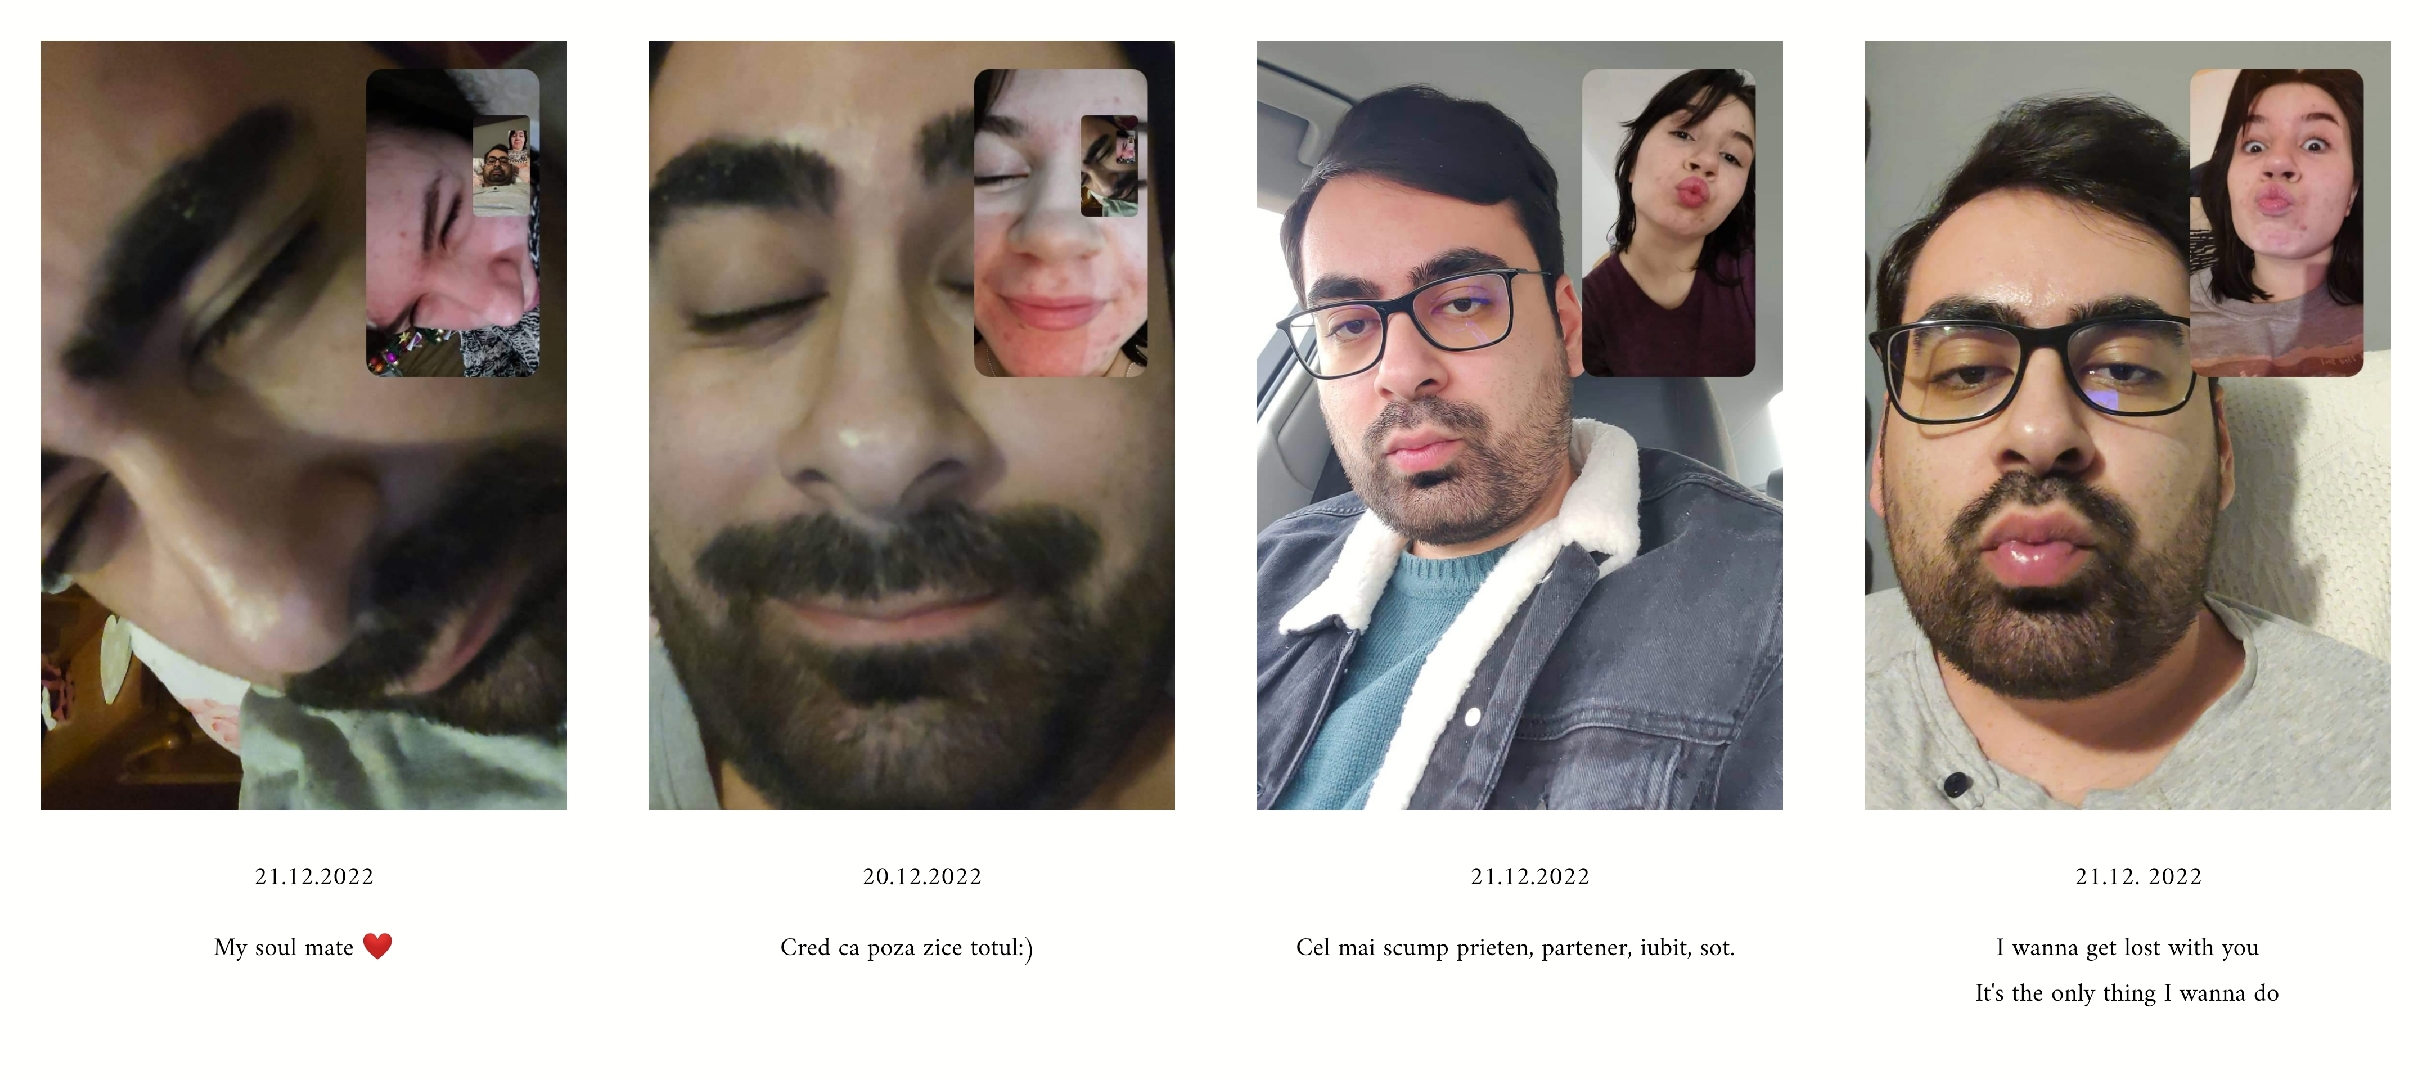 21.12.2022
My soul mate ❤️
20.12.2022
Cred ca poza zice totul:)
21.12.2022
Cel mai scump prieten, partener, iubit, sot.
21.12. 2022
I wanna get lost with you
It's the only thing I wanna do